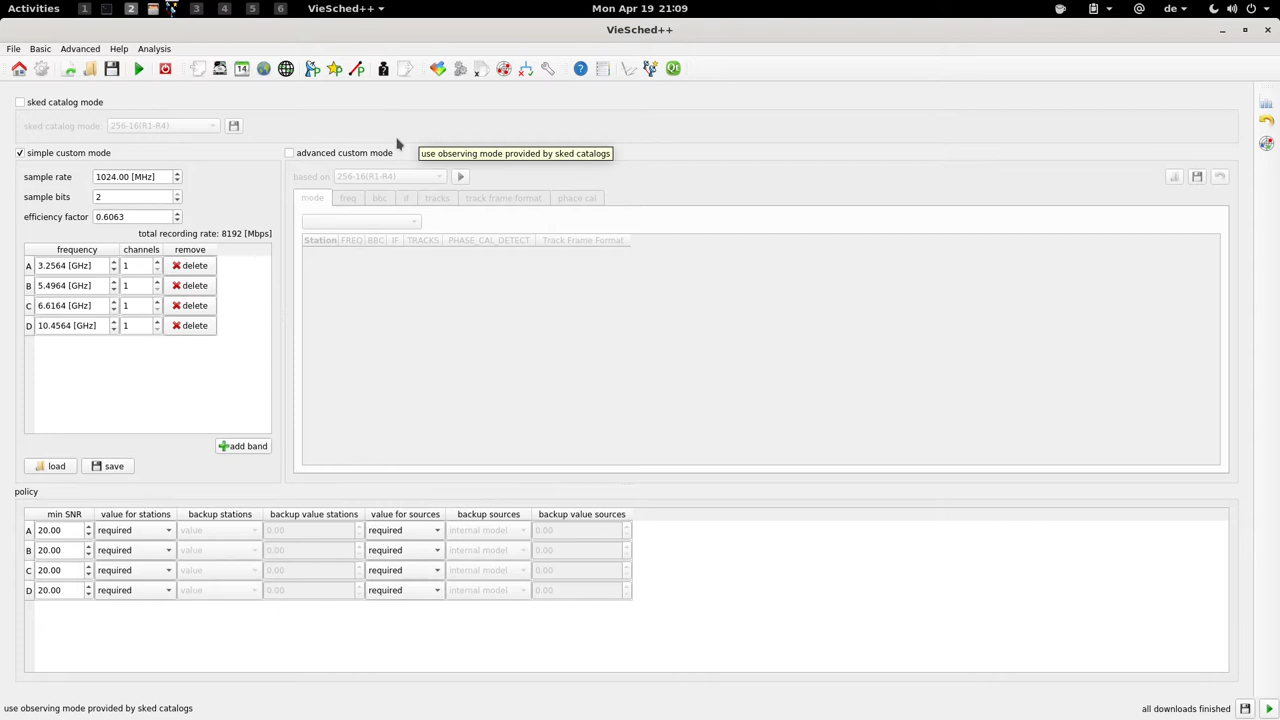 Activities 1 2 3 4 5 6 VieSched++ Mon Apr 19 21:09 de
VieSched++
File Basic Advanced Help Analysis
14
sked catalog mode
sked catalog mode: 256-16(R1-R4)
simple custom mode
sample rate 1024.00 [MHz]
sample bits 2
efficiency factor 0.6063
total recording rate: 8192 [Mbps]
frequency channels remove
A 3.2564 [GHz] 1 delete
B 5.4964 [GHz] 1 delete
C 6.6164 [GHz] 1 delete
D 10.4564 [GHz] 1 delete
add band
load save
advanced custom mode
use observing mode provided by sked catalogs
based on 256-16(R1-R4)
mode freq bbc if tracks track frame format phase cal
Station FREQ BBC IF TRACKS PHASE_CAL_DETECT Track Frame Format
policy
min SNR value for stations backup stations backup value stations value for sources backup sources backup value sources
A 20.00 required value 0.00 required internal model 0.00
B 20.00 required value 0.00 required internal model 0.00
C 20.00 required value 0.00 required internal model 0.00
D 20.00 required value 0.00 required internal model 0.00
use observing mode provided by sked catalogs all downloads finished